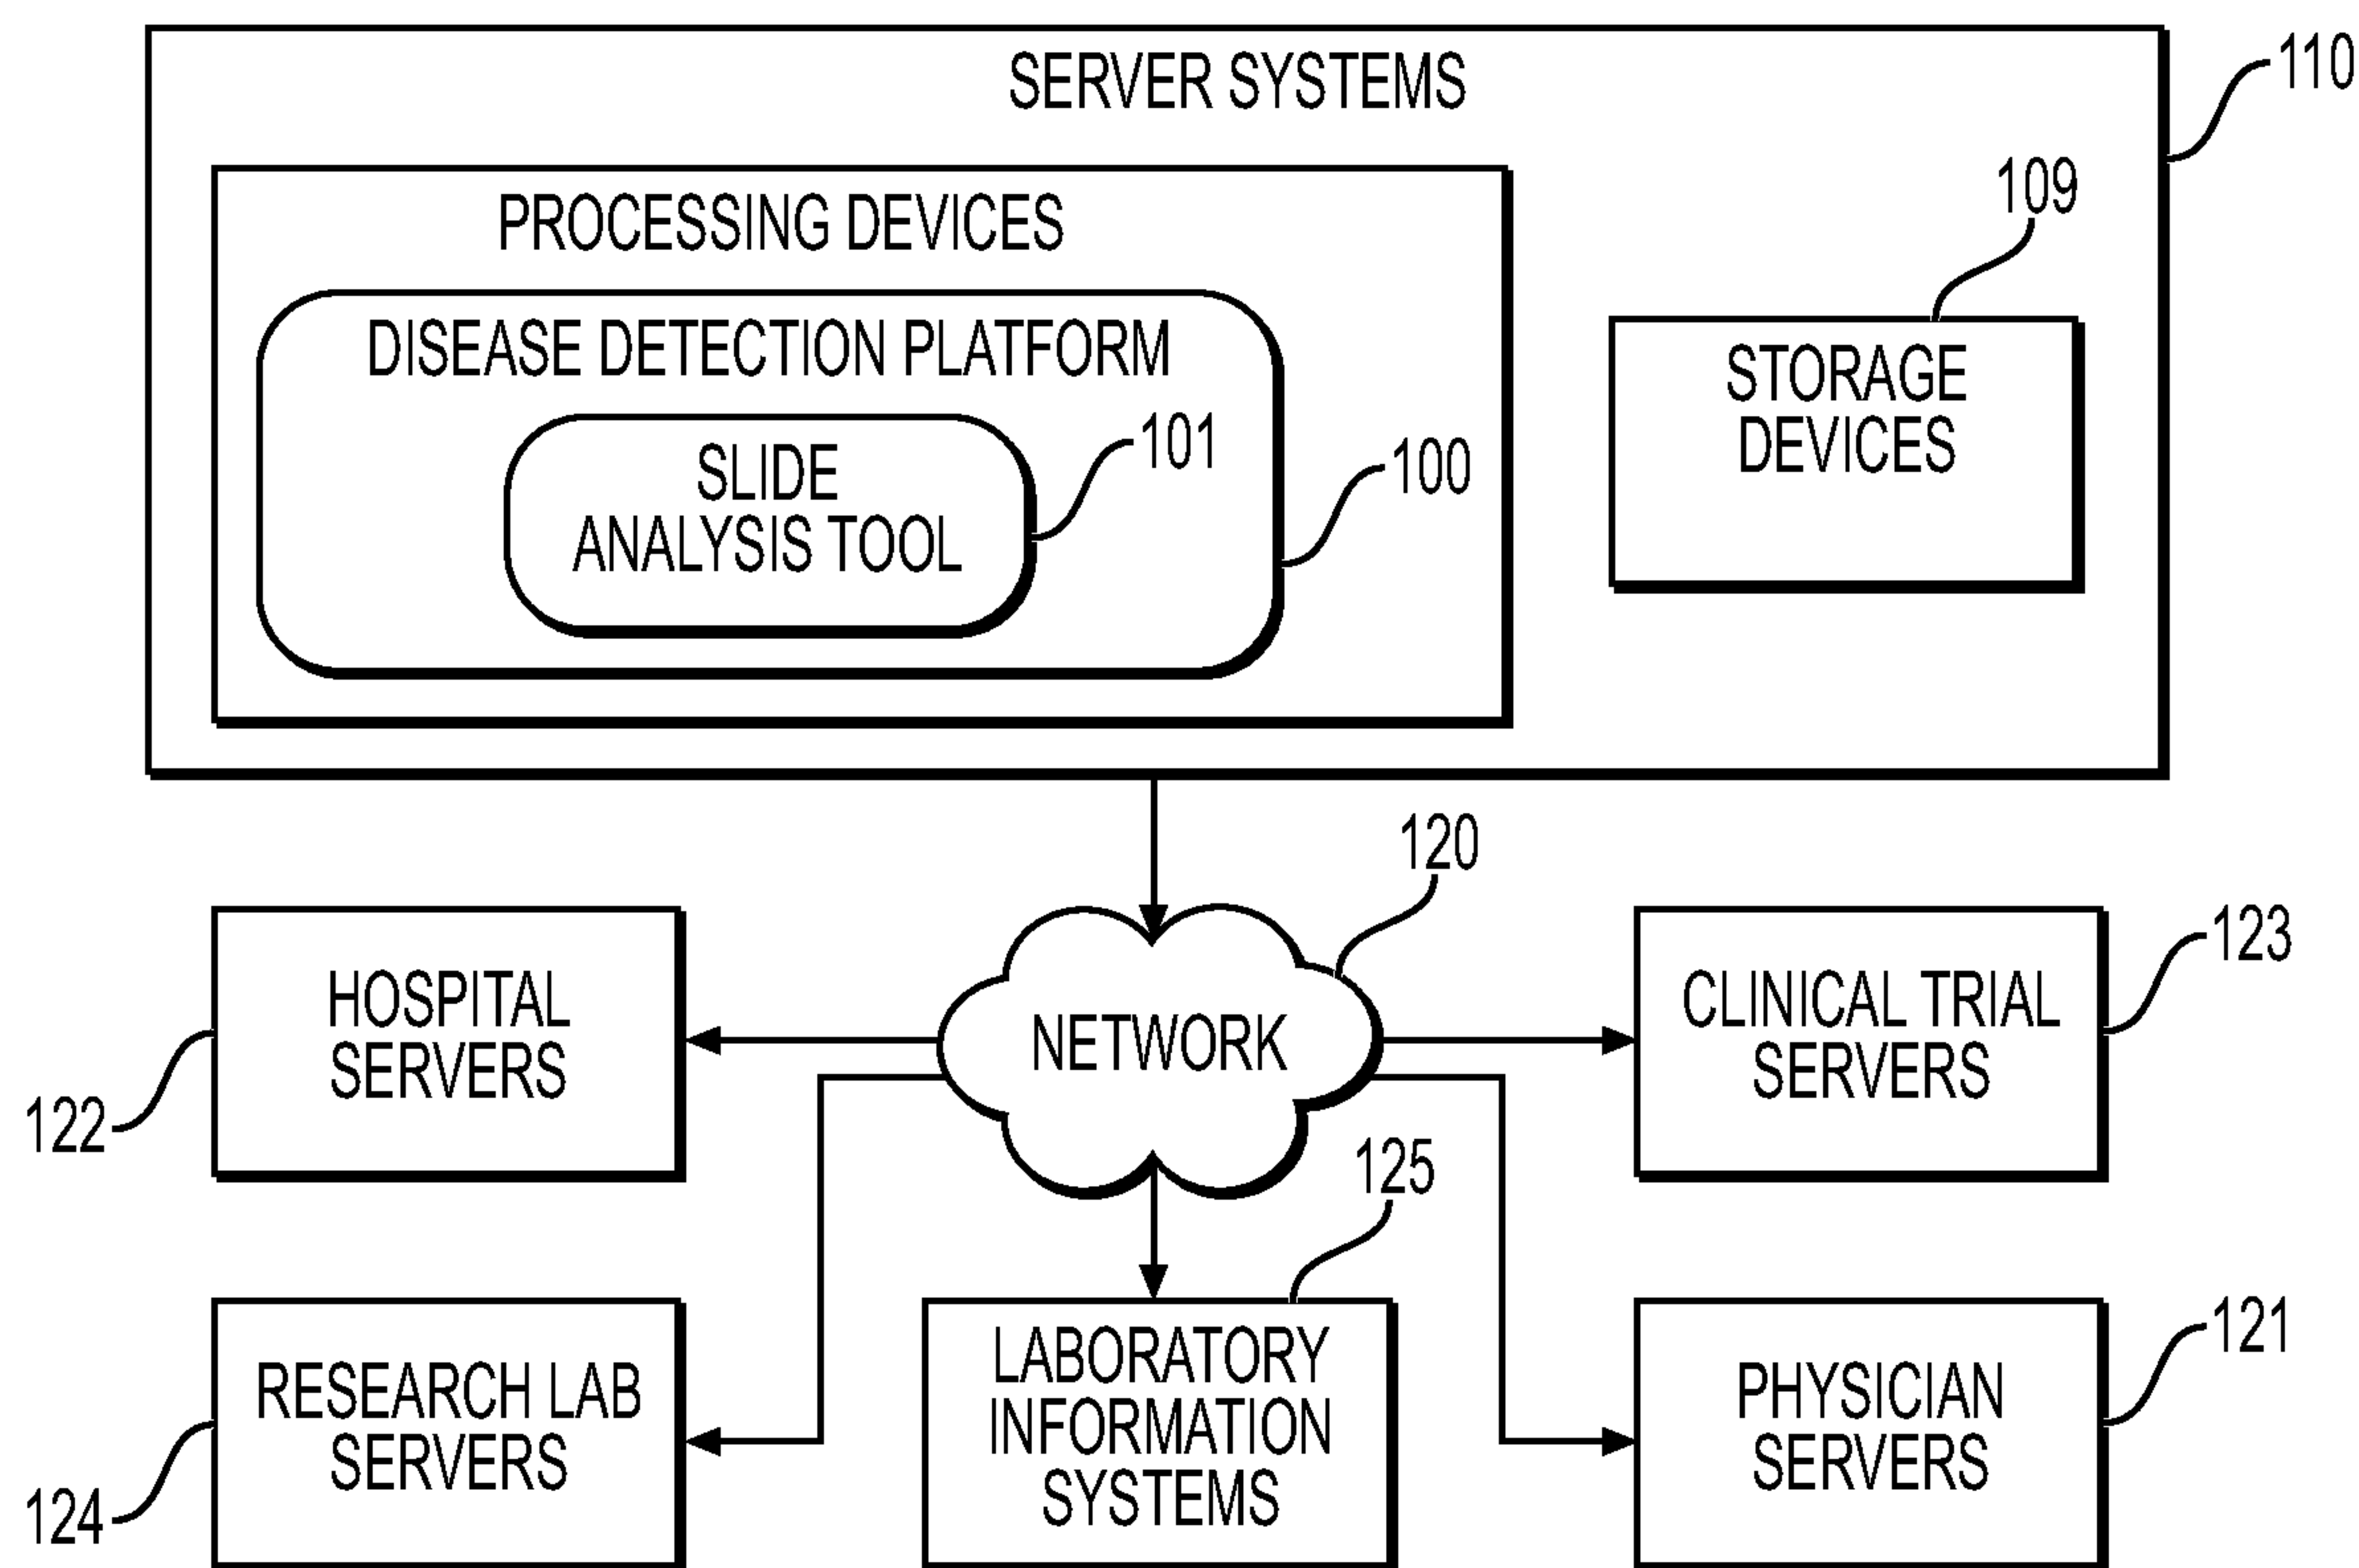 SERVER SYSTEMS
110
PROCESSING DEVICES
109
DISEASE DETECTION PLATFORM
STORAGE
DEVICES
101
100
SLIDE
ANALYSIS TOOL
120
HOSPITAL
SERVERS
122
NETWORK
CLINICAL TRIAL
SERVERS
123
125
RESEARCH LAB
SERVERS
124
LABORATORY
INFORMATION
SYSTEMS
PHYSICIAN
SERVERS
121